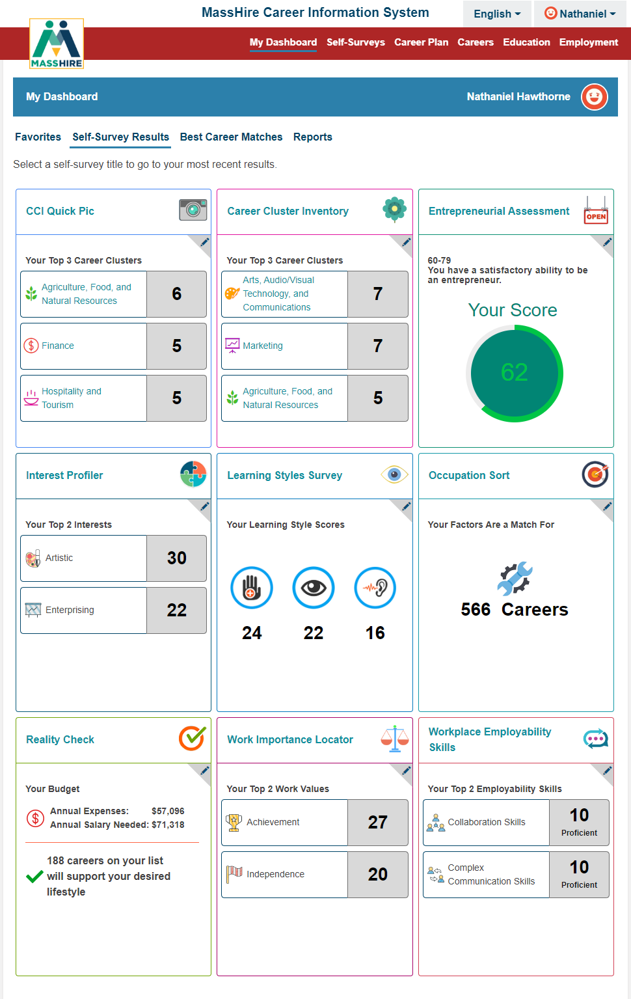 MassHire Career Information System
English
Nathaniel
MASSHIRE
My Dashboard
Self-Surveys
Career Plan
Careers
Education
Employment
My Dashboard
Nathaniel Hawthorne
Favorites
Self-Survey Results
Best Career Matches
Reports
Select a self-survey title to go to your most recent results.
CCI Quick Pic
Your Top 3 Career Clusters
Agriculture, Food, and
Natural Resources
6
Finance
5
Hospitality and
Tourism
5
Career Cluster Inventory
Your Top 3 Career Clusters
Arts, Audio/Visual
Technology, and
Communications
7
Marketing
7
Agriculture, Food, and
Natural Resources
5
Entrepreneurial Assessment
OPEN
60-79
You have a satisfactory ability to be
an entrepreneur.
Your Score
62
Interest Profiler
Your Top 2 Interests
Artistic
30
Enterprising
22
Learning Styles Survey
Your Learning Style Scores
24
22
16
Occupation Sort
Your Factors Are a Match For
566 Careers
Reality Check
Your Budget
Annual Expenses: $57,096
Annual Salary Needed: $71,318
188 careers on your list
will support your desired
lifestyle
Work Importance Locator
Your Top 2 Work Values
Achievement
27
Independence
20
Workplace Employability
Skills
Your Top 2 Employability Skills
Collaboration Skills
10
Proficient
Complex
Communication Skills
10
Proficient